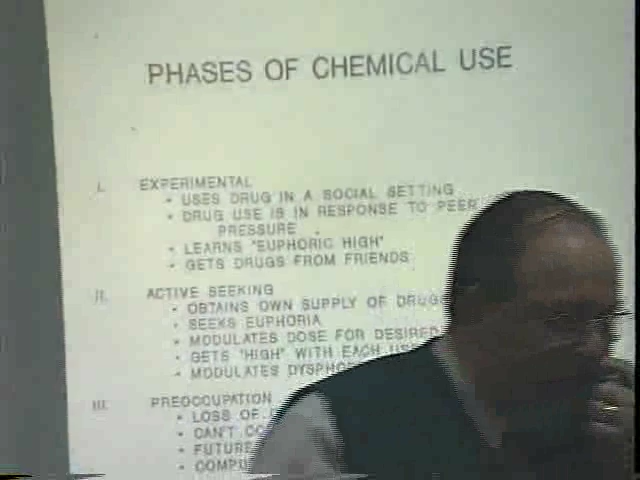 PHASES OF CHEMICAL USE
I. EXPERIMENTAL
• USES DRUG IN A SOCIAL SETTING
• DRUG USE IS IN RESPONSE TO PEER
PRESSURE
• LEARNS "EUPHORIC HIGH"
• GETS DRUGS FROM FRIENDS
II. ACTIVE SEEKING
• OBTAINS OWN SUPPLY OF DRUGS
• SEEKS EUPHORIA
• MODULATES DOSE FOR DESIRED
• GETS "HIGH" WITH EACH
• MODULATES
III. PREOCCUPATION
• LOSS OF
• CAN'T
• FUTURE